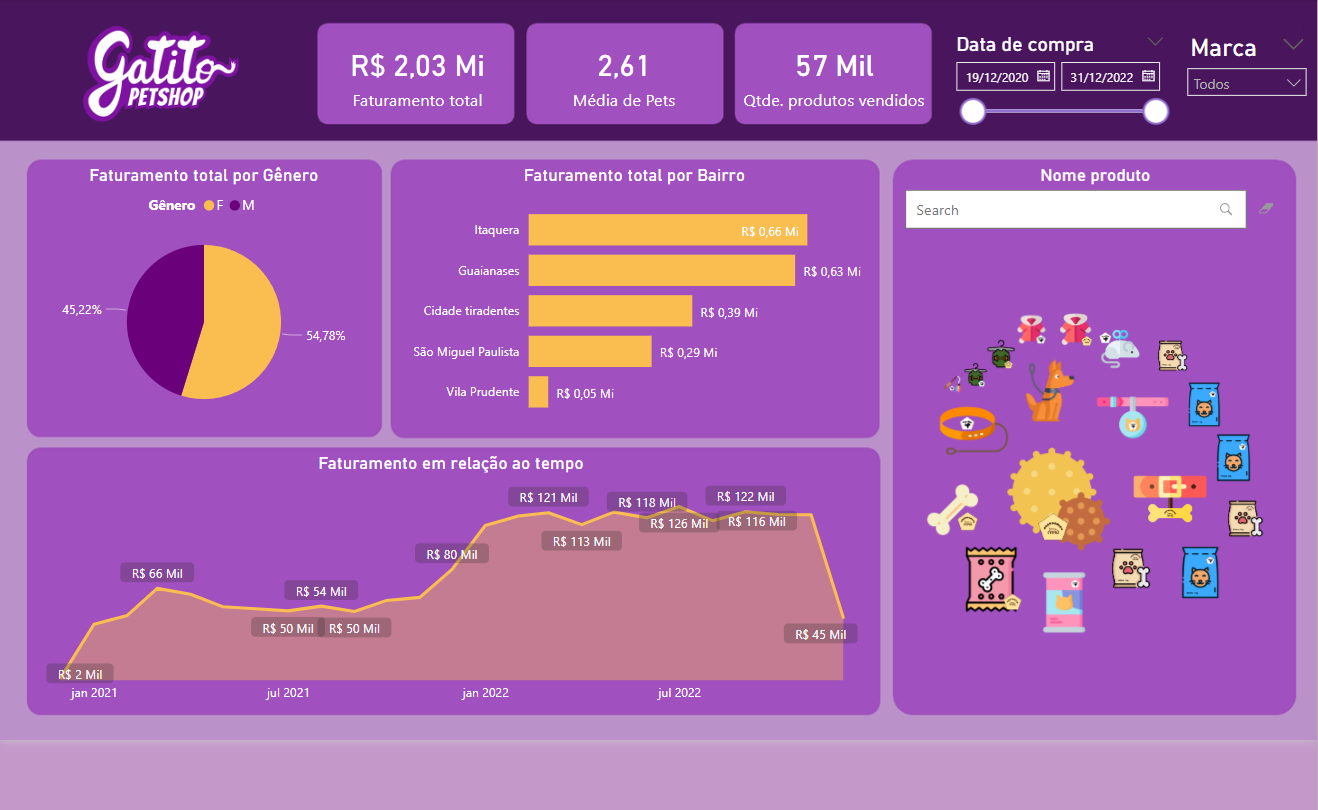 Gatito
PETSHOP
R$ 2,03 Mi
Faturamento total
2,61
Média de Pets
57 Mil
Qtde. produtos vendidos
Data de compra
19/12/2020
31/12/2022
Marca
Todos
Faturamento total por Gênero
Gênero F M
45,22%
54,78%
Faturamento total por Bairro
Itaquera R$ 0,66 Mi
Guaianases R$ 0,63 Mi
Cidade tiradentes R$ 0,39 Mi
São Miguel Paulista R$ 0,29 Mi
Vila Prudente R$ 0,05 Mi
Nome produto
Search
Faturamento em relação ao tempo
R$ 2 Mil
R$ 66 Mil
R$ 50 Mil
R$ 54 Mil
R$ 50 Mil
R$ 80 Mil
R$ 121 Mil
R$ 113 Mil
R$ 118 Mil
R$ 126 Mil
R$ 122 Mil
R$ 116 Mil
R$ 45 Mil
jan 2021
jul 2021
jan 2022
jul 2022